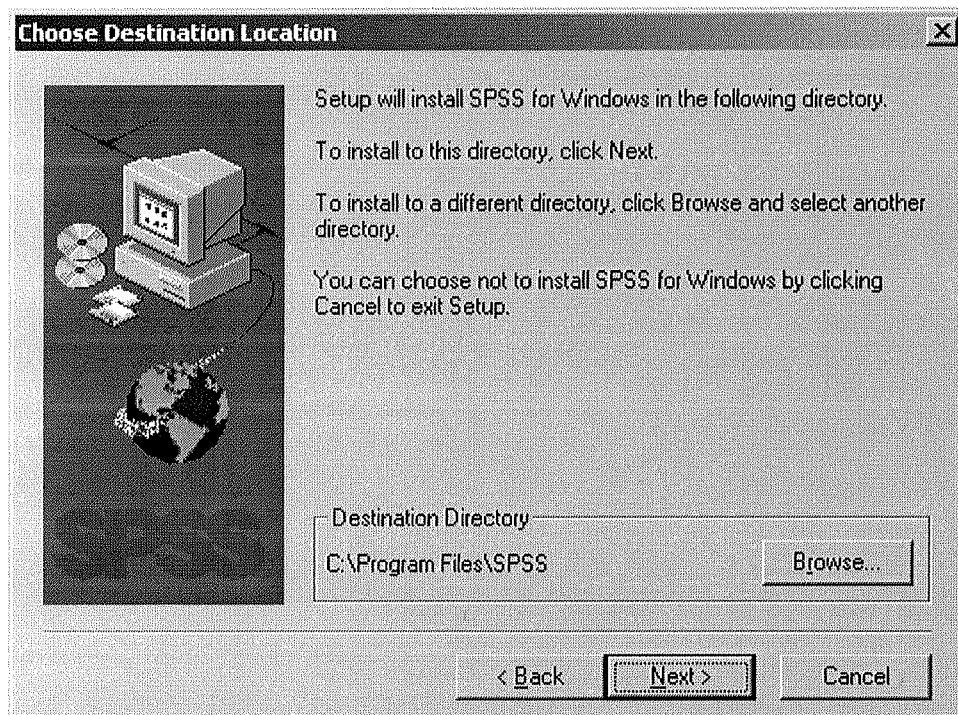 Choose Destination Location
Setup will install SPSS for Windows in the following directory.
To install to this directory, click Next.
To install to a different directory, click Browse and select another
directory.
You can choose not to install SPSS for Windows by clicking
Cancel to exit Setup.
Destination Directory
C:\Program Files\SPSS
Browse...
< Back
Next >
Cancel